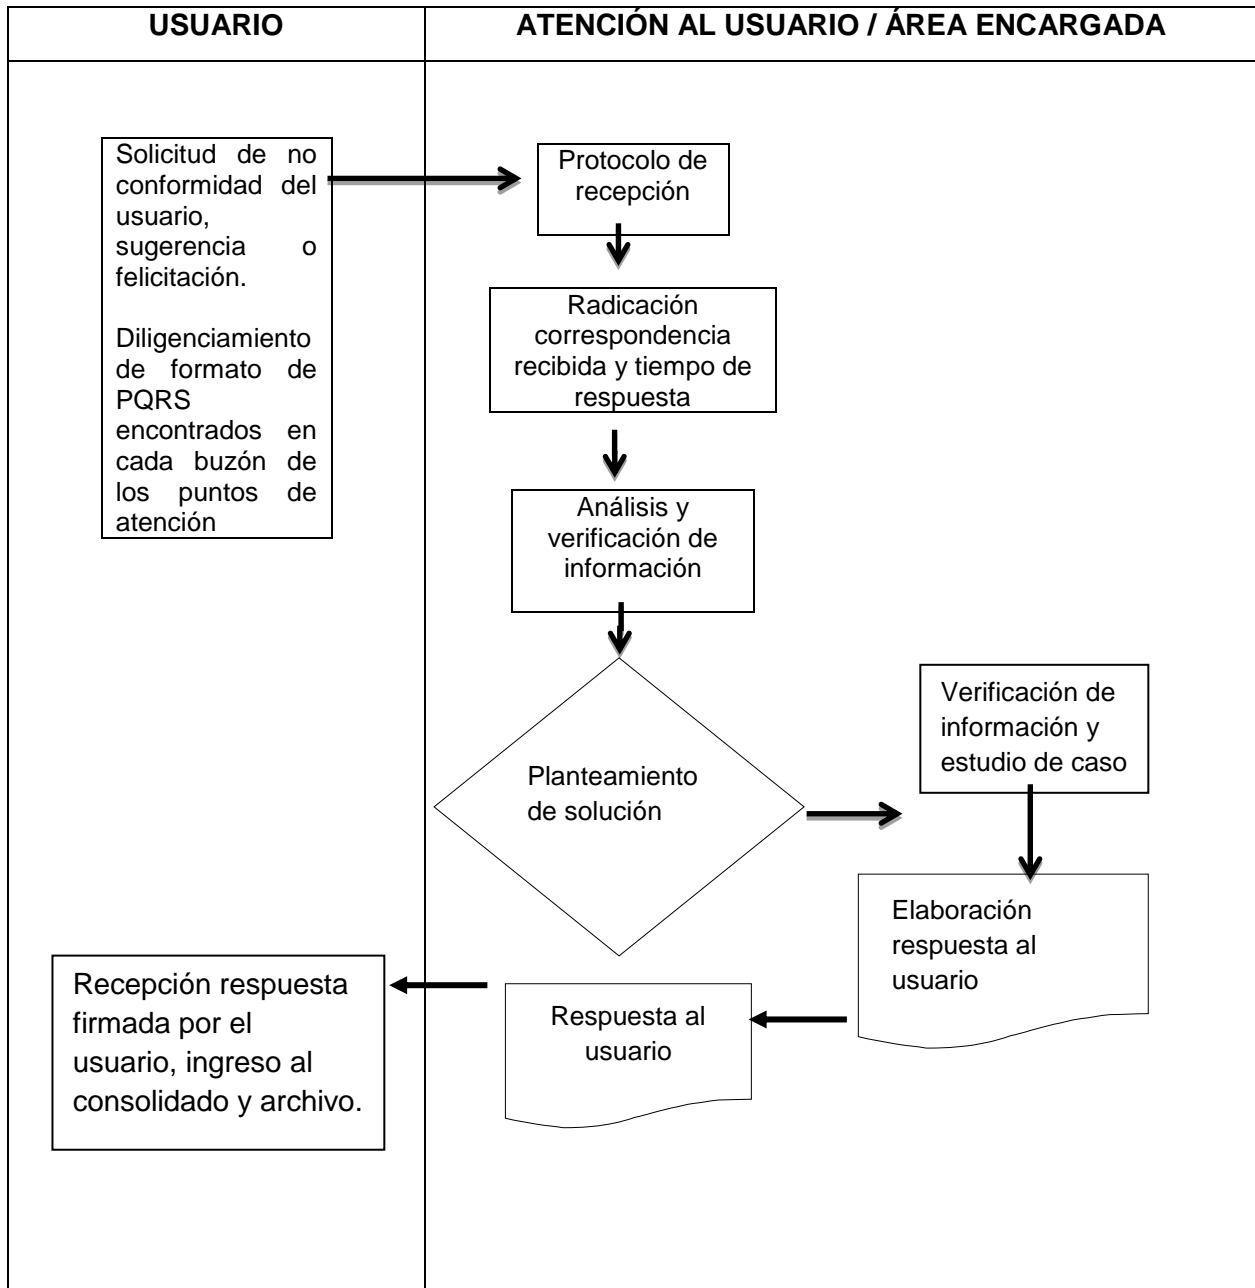 USUARIO
ATENCIÓN AL USUARIO / ÁREA ENCARGADA
Solicitud de no
conformidad del
usuario,
sugerencia o
felicitación.
Diligenciamiento
de formato de
PQRS
encontrados en
cada buzón de
los puntos de
atención
Protocolo de
recepción
Radicación
correspondencia
recibida y tiempo de
respuesta
Análisis y
verificación de
información
Planteamiento
de solución
Verificación de
información y
estudio de caso
Elaboración
respuesta al
usuario
Respuesta al
usuario
Recepción respuesta
firmada por el
usuario, ingreso al
consolidado y archivo.